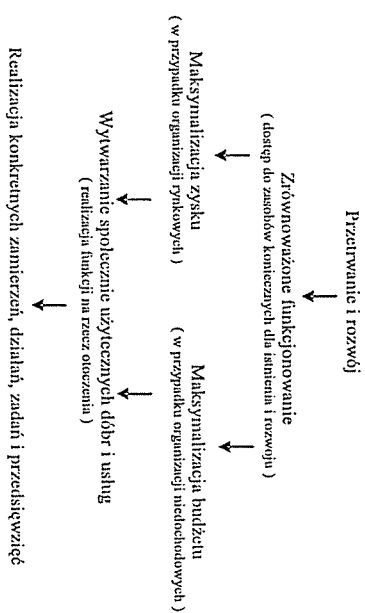 Przetrwanie i rozwój
Zrównoważone funkcjonowanie
( dostęp do zasobów koniecznych dla istnienia i rozwoju )
Maksymalizacja zysku
( w przypadku organizacji rynkowych )
Maksymalizacja budżetu
( w przypadku organizacji niedochodowych )
Wytwarzanie społecznie użytecznych dóbr i usług
( realizacja funkcji na rzecz otoczenia )
Realizacja konkretnych zamierzeń, działań, zadań i przedsięwzięć